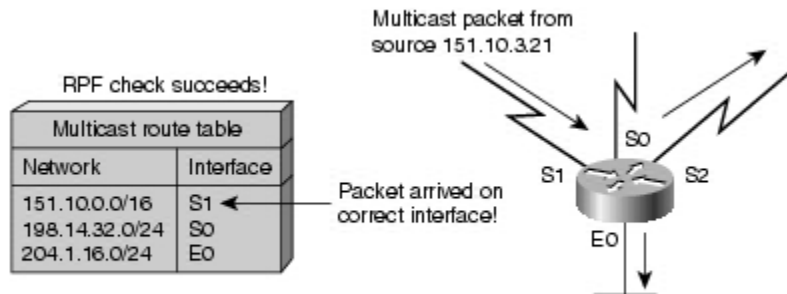 Multicast packet from
source 151.10.3.21
RPF check succeeds!
Multicast route table
Network Interface
151.10.0.0/16 S1
198.14.32.0/24 S0
204.1.16.0/24 E0
Packet arrived on
correct interface!
S0
S1
S2
E0